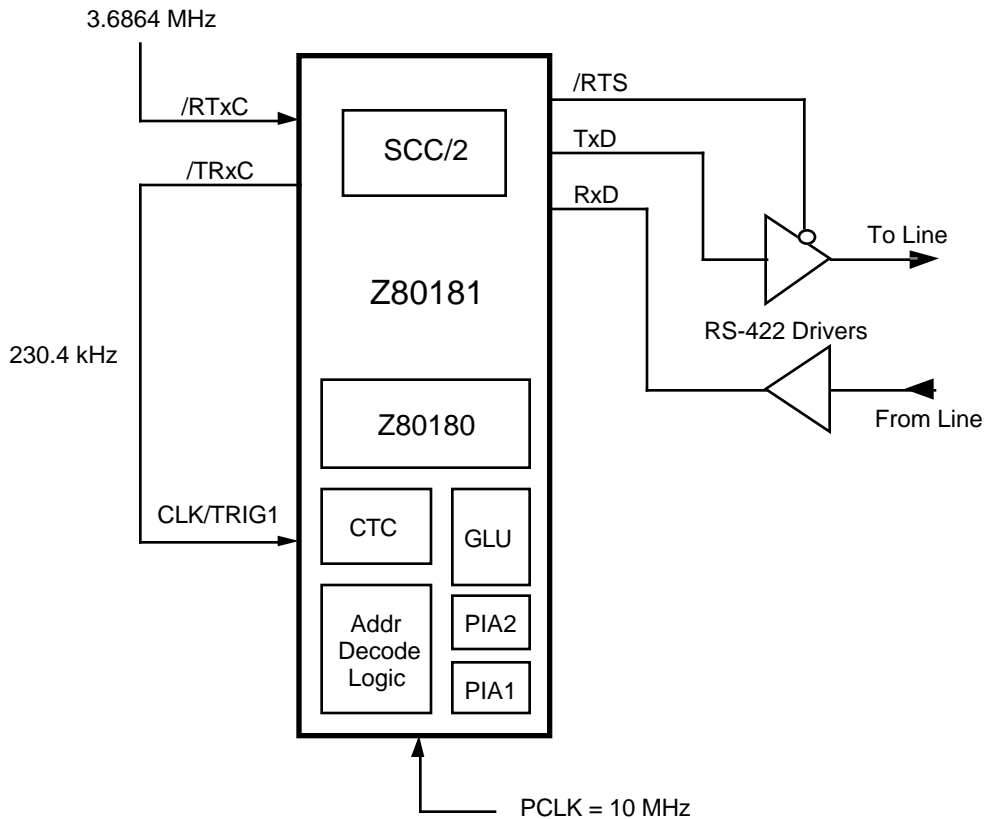 3.6864 MHz
/RTxC
/TRxC
230.4 kHz
CLK/TRIG1
SCC/2
Z80181
Z80180
CTC
GLU
Addr
Decode
Logic
PIA2
PIA1
/RTS
TxD
RxD
To Line
RS-422 Drivers
From Line
PCLK = 10 MHz